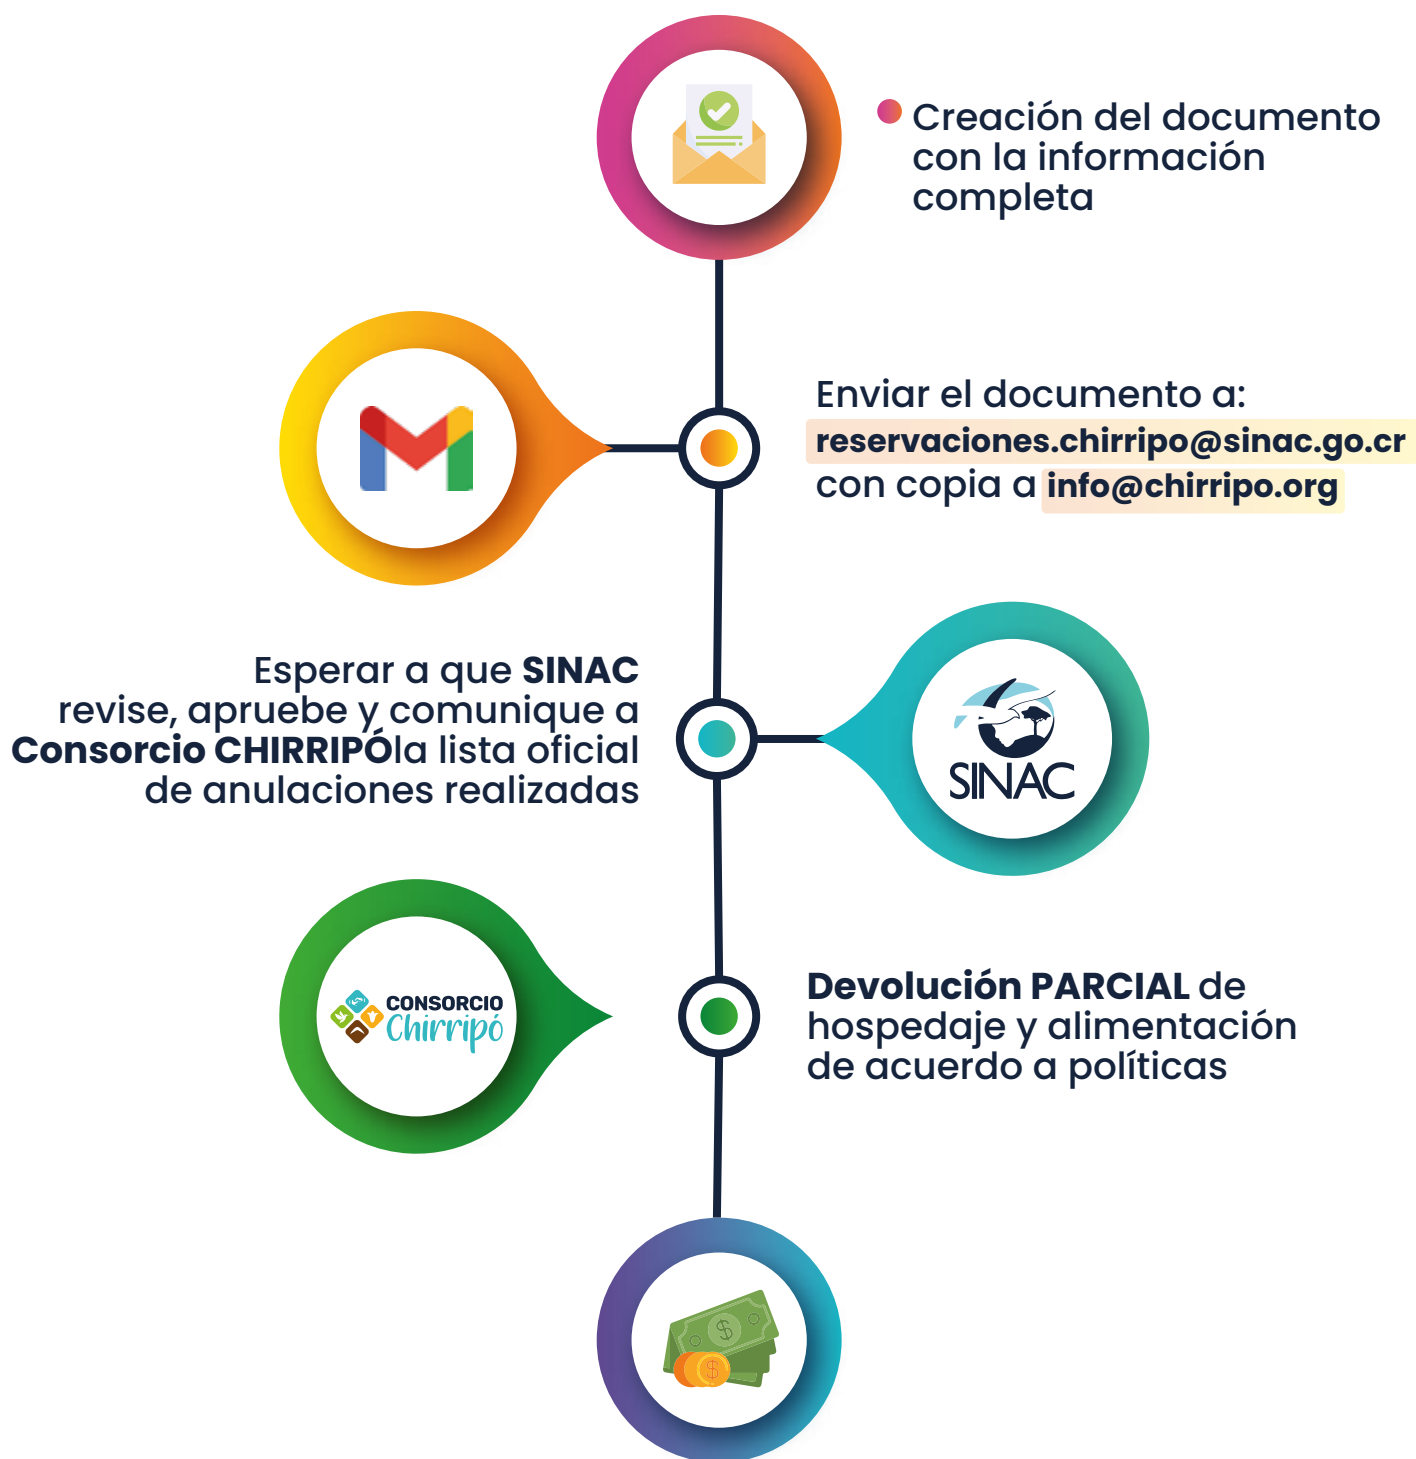 Creación del documento
con la información
completa
Enviar el documento a:
reservaciones.chirripo@sinac.go.cr
con copia a info@chirripo.org
Esperar a que SINAC
revise, apruebe y comunique a
Consorcio CHIRRIPÓla lista oficial
de anulaciones realizadas
SINAC
CONSORCIO
Chirripó
Devolución PARCIAL de
hospedaje y alimentación
de acuerdo a políticas